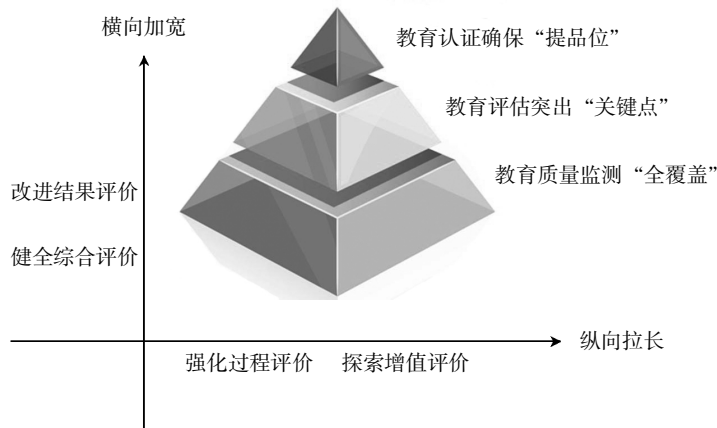 横向加宽
教育认证确保“提品位”
教育评估突出“关键点”
教育质量监测“全覆盖”
改进结果评价
健全综合评价
纵向拉长
强化过程评价 探索增值评价